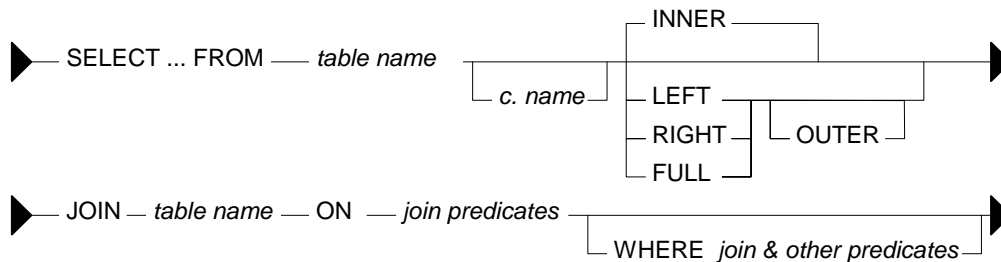 INNER
SELECT ... FROM table name
c. name
LEFT
RIGHT OUTER
FULL
JOIN table name ON join predicates
WHERE join & other predicates